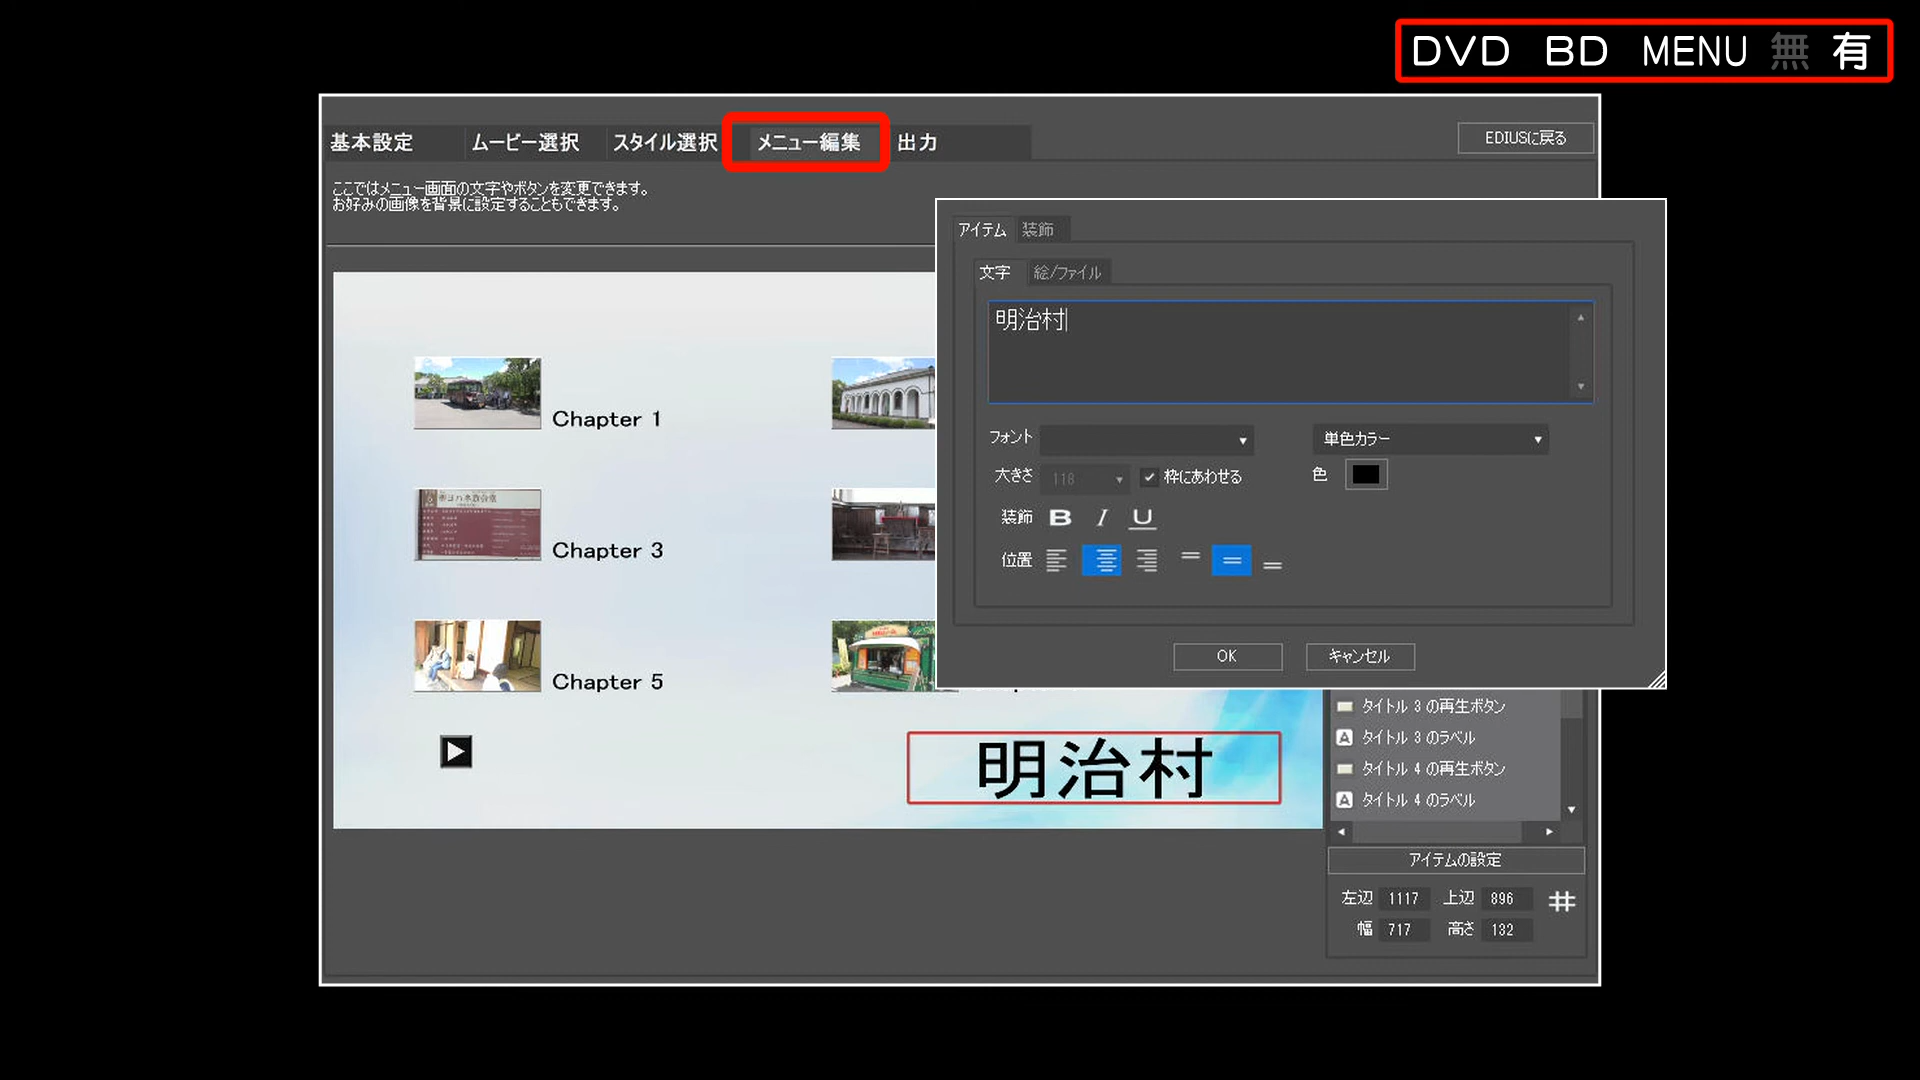 DVD BD MENU 無 有
基本設定 ムービー選択 スタイル選択 メニュー編集 出力
EDIUSに戻る
ここではメニュー画面の文字やボタンを変更できます。
お好みの画像を背景に設定することもできます。
アイテム 装飾
文字 絵/ファイル
明治村
フォント
単色カラー
大きさ 118 枠にあわせる
色
装飾 B I U
位置
OK キャンセル
Chapter 1
Chapter 3
Chapter 5
明治村
タイトル 3 の再生ボタン
タイトル 3 のラベル
タイトル 4 の再生ボタン
タイトル 4 のラベル
アイテムの設定
左辺 1117 上辺 896
幅 717 高さ 132